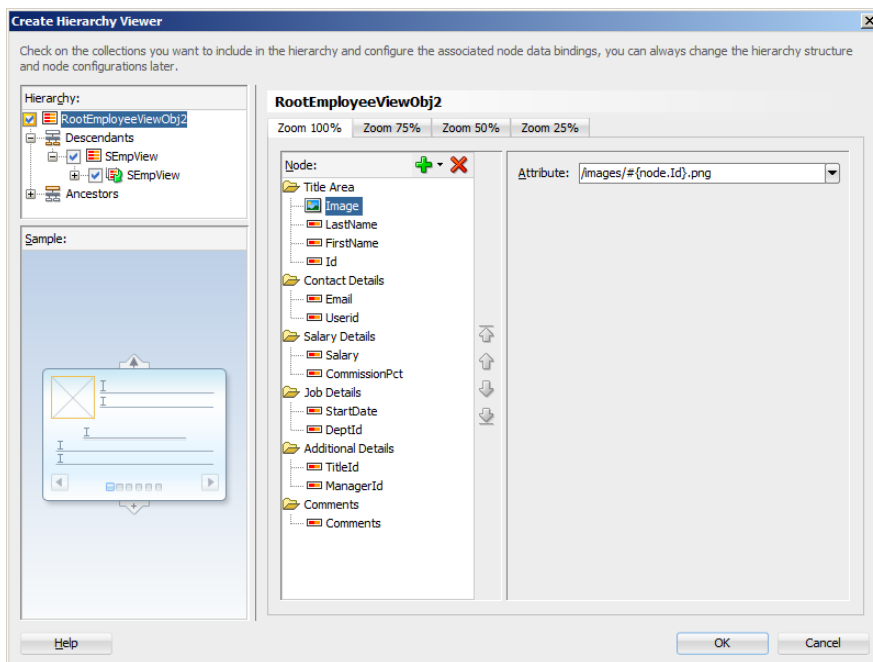 Create Hierarchy Viewer
Check on the collections you want to include in the hierarchy and configure the associated node data bindings, you can always change the hierarchy structure
and node configurations later.
Hierarchy:
RootEmployeeViewObj2
Descendants
SEmpView
SEmpView
Ancestors
Sample:
RootEmployeeViewObj2
Zoom 100% Zoom 75% Zoom 50% Zoom 25%
Node:
Title Area
Image
LastName
FirstName
Id
Contact Details
Email
Userid
Salary Details
Salary
CommissionPct
Job Details
StartDate
DeptId
Additional Details
TitleId
ManagerId
Comments
Comments
Attribute: /images/#{node.Id}.png
Help OK Cancel